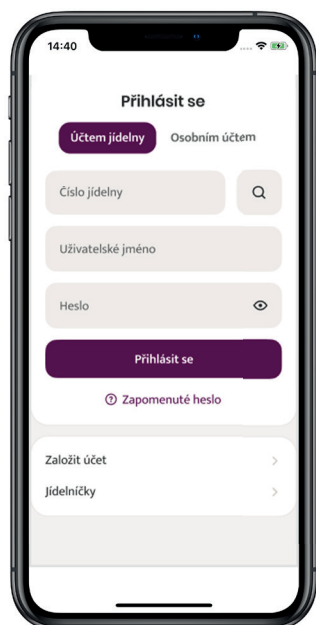 14:40
Přihlásit se
Účtem jídelny
Osobním účtem
Číslo jídelny
Uživatelské jméno
Heslo
Přihlásit se
Zapomenuté heslo
Založit účet
Jídelníčky